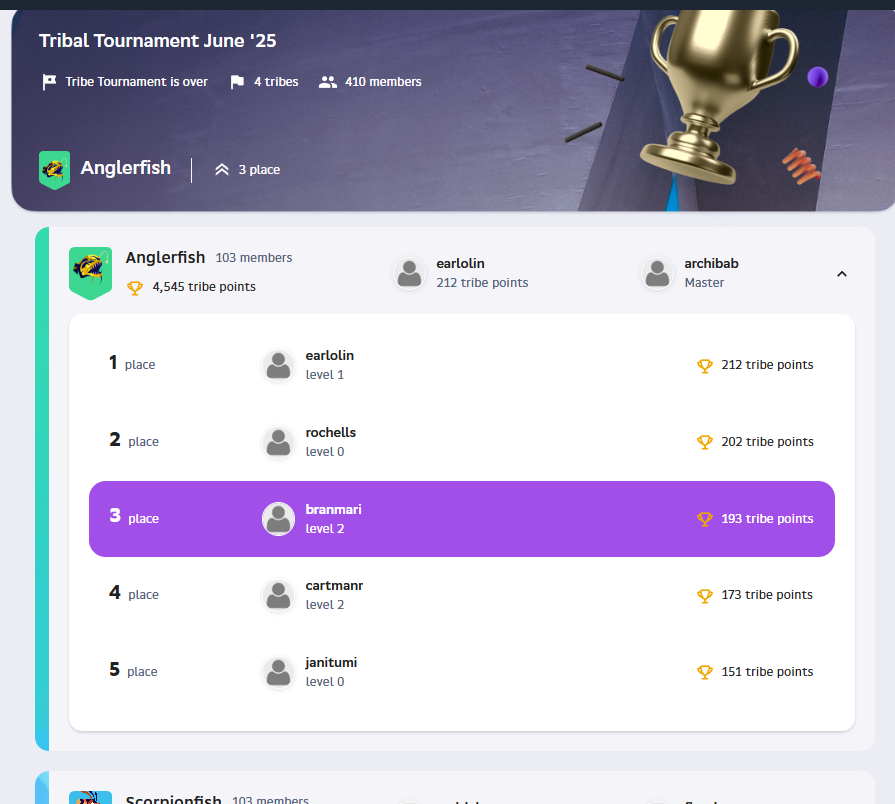 Tribal Tournament June '25
Tribe Tournament is over 4 tribes 410 members
Anglerfish 3 place
Anglerfish 103 members
4,545 tribe points
earlolin
212 tribe points
archibab
Master
1 place
earlolin
level 1
212 tribe points
2 place
rochells
level 0
202 tribe points
3 place
branmari
level 2
193 tribe points
4 place
cartmanr
level 2
173 tribe points
5 place
janitumi
level 0
151 tribe points
Scorpionfish 103 members